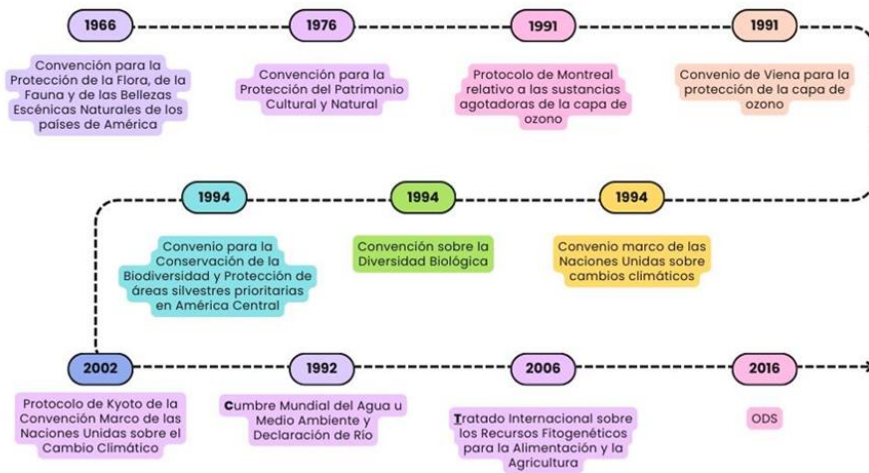 1966
Convención para la
Protección de la Flora, de la
Fauna y de las Bellezas
Escénicas Naturales de los
países de América
1976
Convención para la
Protección del Patrimonio
Cultural y Natural
1991
Protocolo de Montreal
relativo a las sustancias
agotadoras de la capa de
ozono
1991
Convenio de Viena para la
protección de la capa de
ozono
1994
Convenio para la
Conservación de la
Biodiversidad y Protección de
áreas silvestres prioritarias
en América Central
1994
Convención sobre la
Diversidad Biológica
1994
Convenio marco de las
Naciones Unidas sobre
cambios climáticos
2002
Protocolo de Kyoto de la
Convención Marco de las
Naciones Unidas sobre el
Cambio Climático
1992
Cumbre Mundial del Agua u
Medio Ambiente y
Declaración de Río
2006
Tratado Internacional sobre
los Recursos Fitogenéticos
para la Alimentación y la
Agricultura
2016
ODS